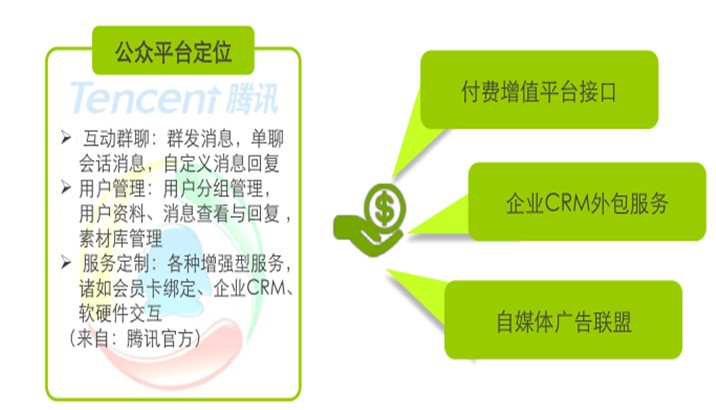 公众平台定位
Tencent 腾讯
➢ 互动群聊：群发消息，单聊
会话消息，自定义消息回复
➢ 用户管理：用户分组管理，
用户资料、消息查看与回复，
素材库管理
➢ 服务定制：各种增强型服务，
诸如会员卡绑定、企业CRM、
软硬件交互
（来自：腾讯官方）
付费增值平台接口
企业CRM外包服务
自媒体广告联盟